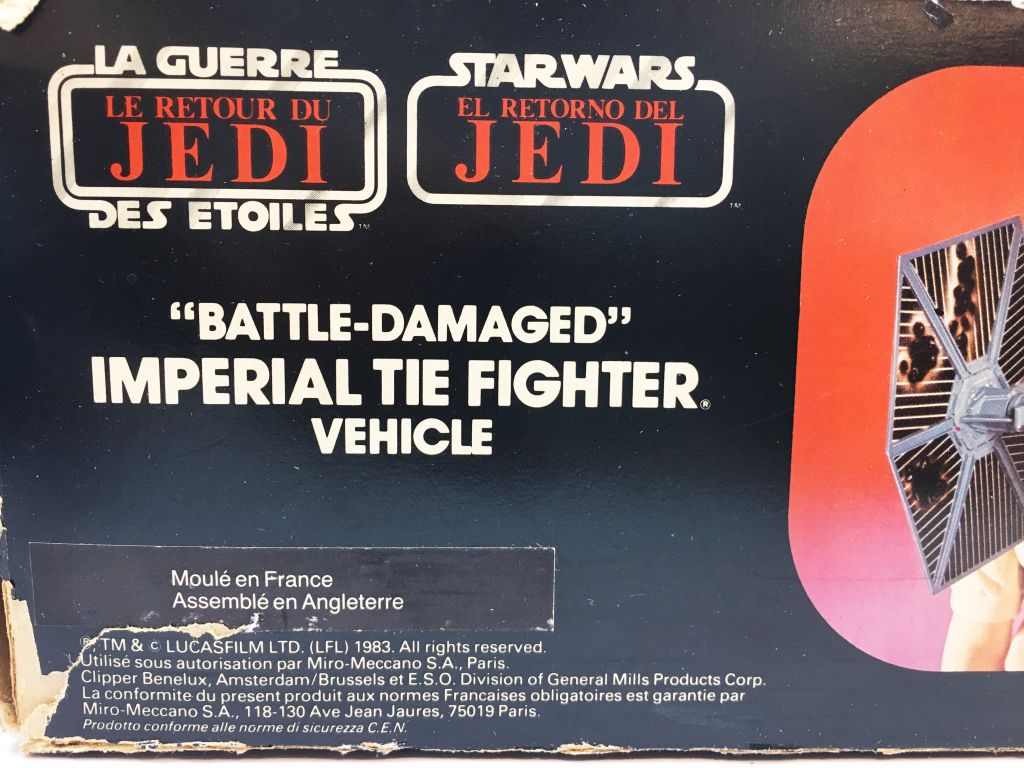 LA GUERRE
LE RETOUR DU
JEDI
DES ETOILES™
STAR WARS
EL RETORNO DEL
JEDI
™
“BATTLE-DAMAGED”
IMPERIAL TIE FIGHTER®
VEHICLE
Moulé en France
Assemblé en Angleterre
®, TM & © LUCASFILM LTD. (LFL) 1983. All rights reserved.
Utilisé sous autorisation par Miro-Meccano S.A., Paris.
Clipper Benelux, Amsterdam/Brussels et E.S.O. Division of General Mills Products Corp.
La conformite du present produit aux normes Francaises obligatoires est garantie par
Miro-Meccano S.A., 118-130 Ave Jean Jaures, 75019 Paris.
Prodotto conforme alle norme di sicurezza C.E.N.